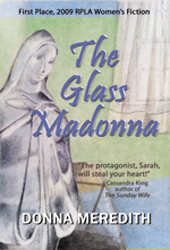 First Place, 2009 RPLA Women's Fiction
The
Glass
Madonna
"The protagonist, Sarah,
will steal your heart!"
Cassandra King
author of
The Sunday Wife
DONNA MEREDITH